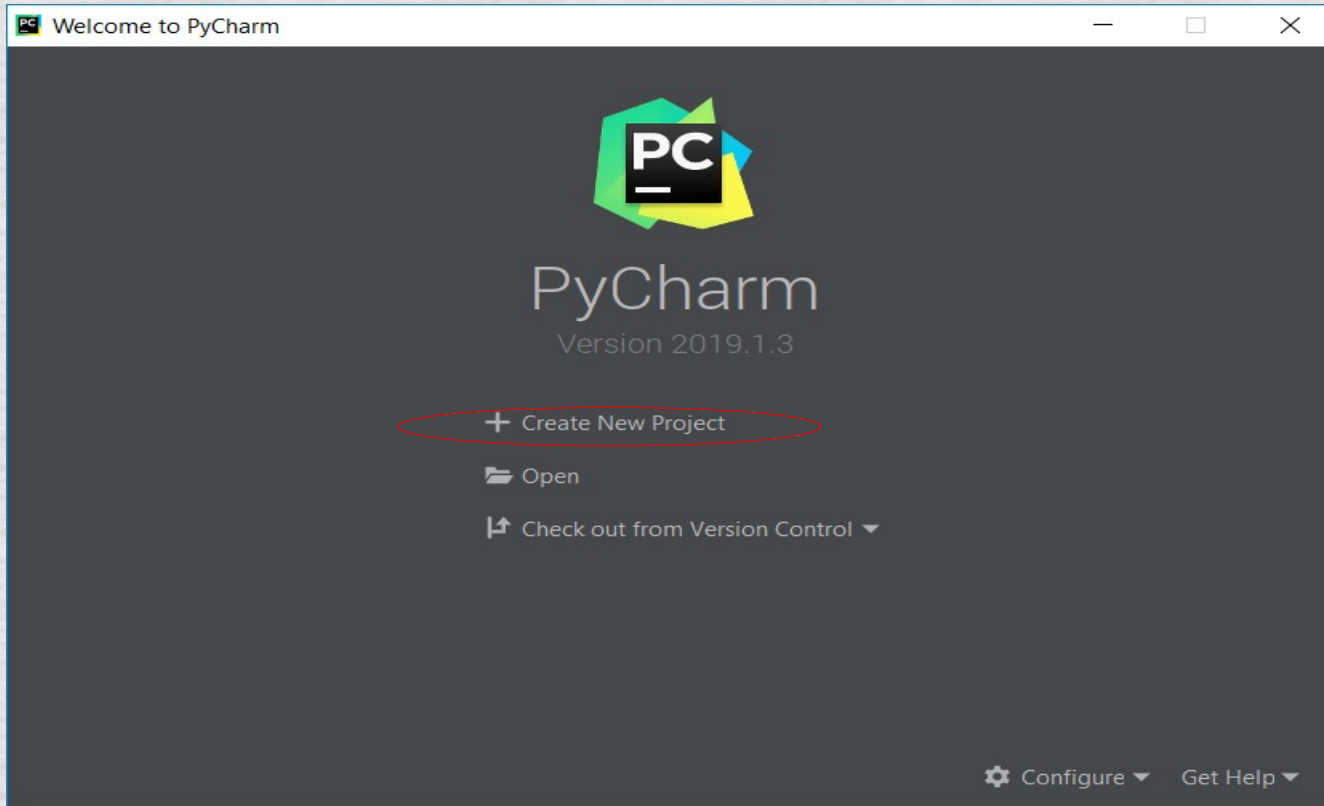 Welcome to PyCharm
PC
PyCharm
Version 2019.1.3
Create New Project
Open
Check out from Version Control
Configure Get Help